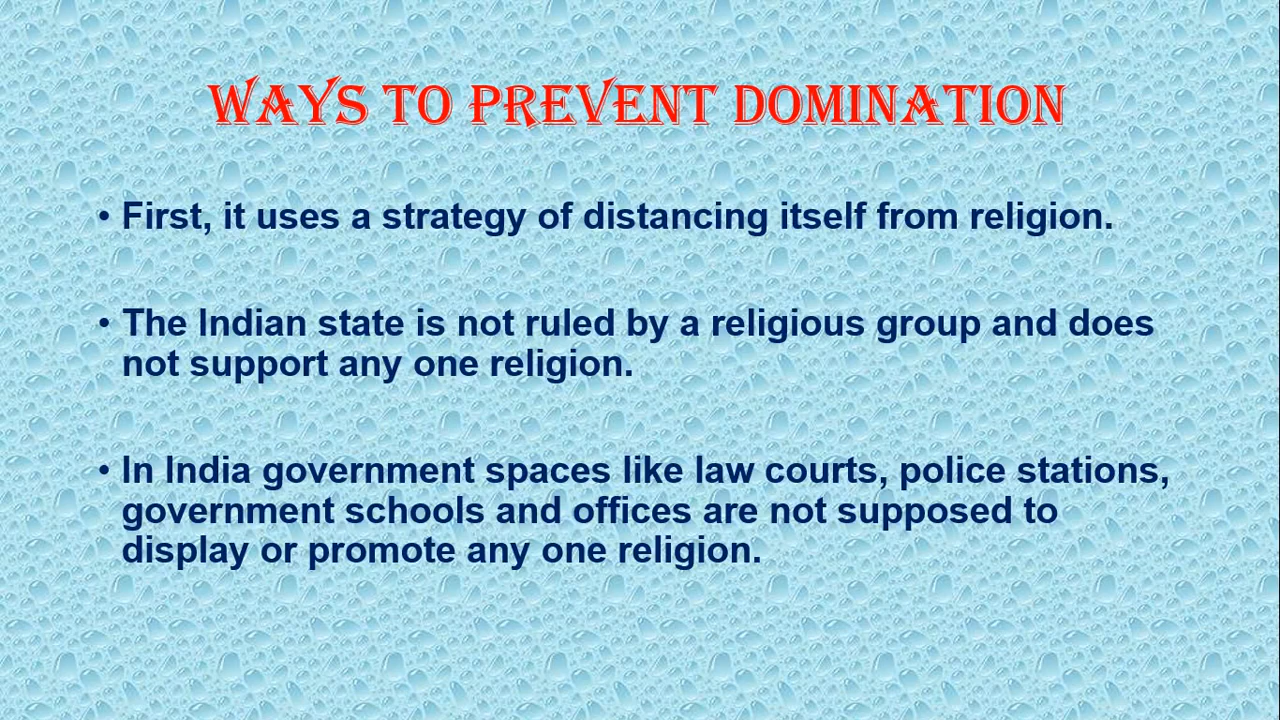 WAYS TO PREVENT DOMINATION
• First, it uses a strategy of distancing itself from religion.
• The Indian state is not ruled by a religious group and does
not support any one religion.
• In India government spaces like law courts, police stations,
government schools and offices are not supposed to
display or promote any one religion.